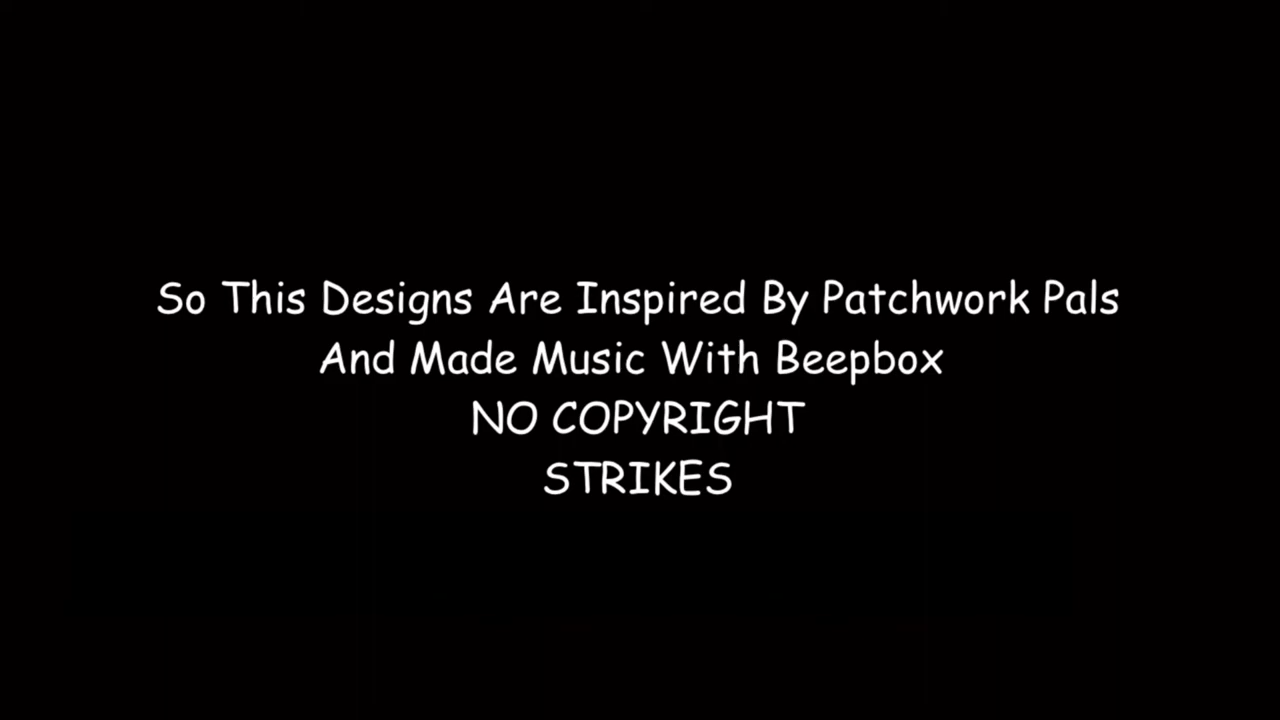 So This Designs Are Inspired By Patchwork Pals
And Made Music With Beepbox
NO COPYRIGHT
STRIKES